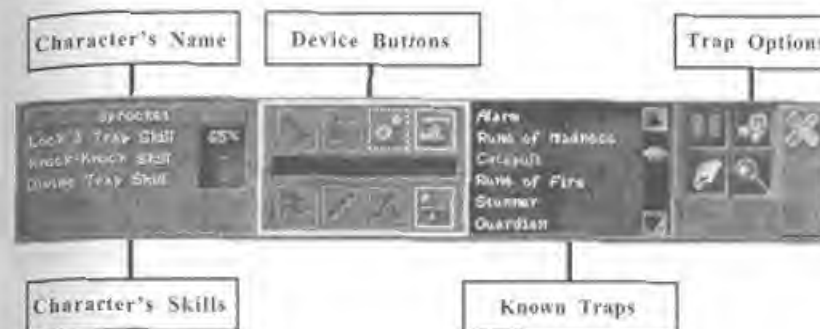 Character's Name
Device Buttons
Trap Options
Sprocket
Lock & Trap Skill 65%
Knock-Knock Skill -
Divine Trap Skill
Alarm
Rune of Madness
Catapult
Rune of Fire
Stunner
Guardian
Character's Skills
Known Traps